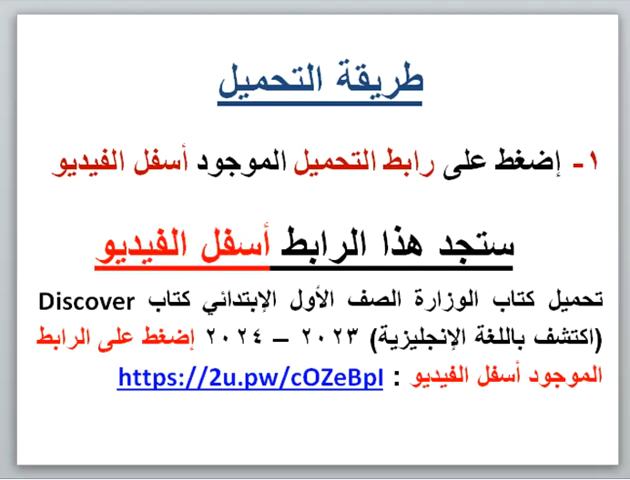 طريقة التحميل
١- إضغط على رابط التحميل الموجود أسفل الفيديو
ستجد هذا الرابط أسفل الفيديو
تحميل كتاب الوزارة الصف الأول الإبتدائي كتاب Discover
(اكتشف باللغة الإنجليزية) ٢٠٢٣ – ٢٠٢٤ إضغط على الرابط
الموجود أسفل الفيديو : https://2u.pw/cOZeBpI